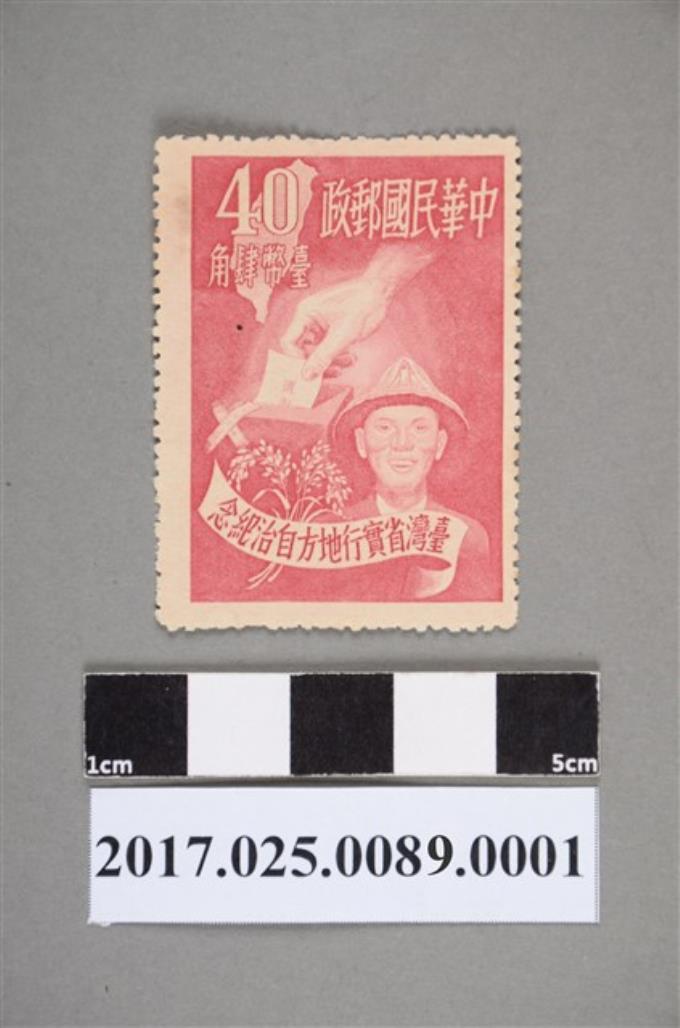 中華民國郵政
40
臺幣肆角
臺灣省實行地方自治紀念
1cm 5cm
2017.025.0089.0001